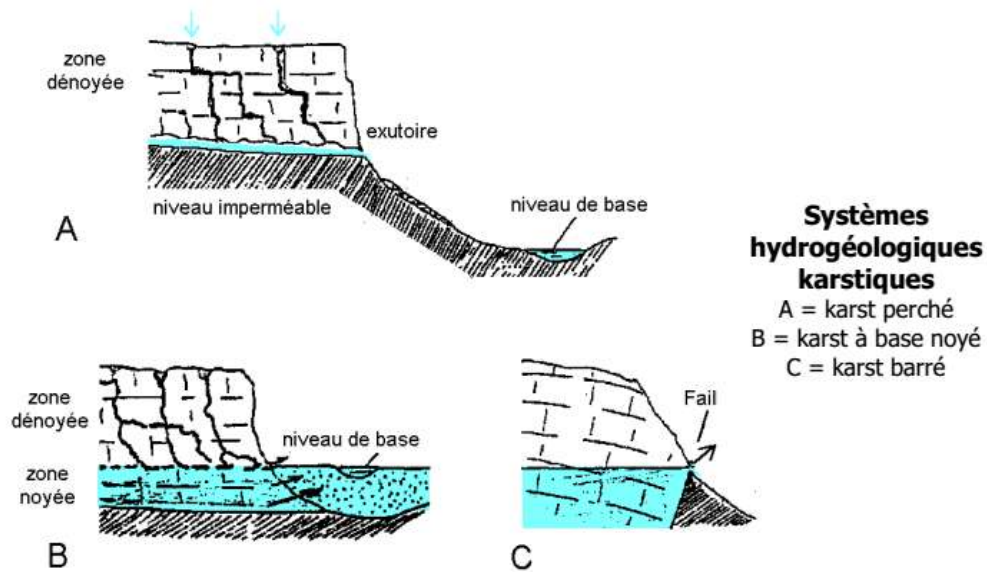 zone
dénoyée
exutoire
niveau imperméable
niveau de base
A
Systèmes
hydrogéologiques
karstiques
A = karst perché
B = karst à base noyé
C = karst barré
zone
dénoyée
niveau de base
zone
noyée
B
Fail
C